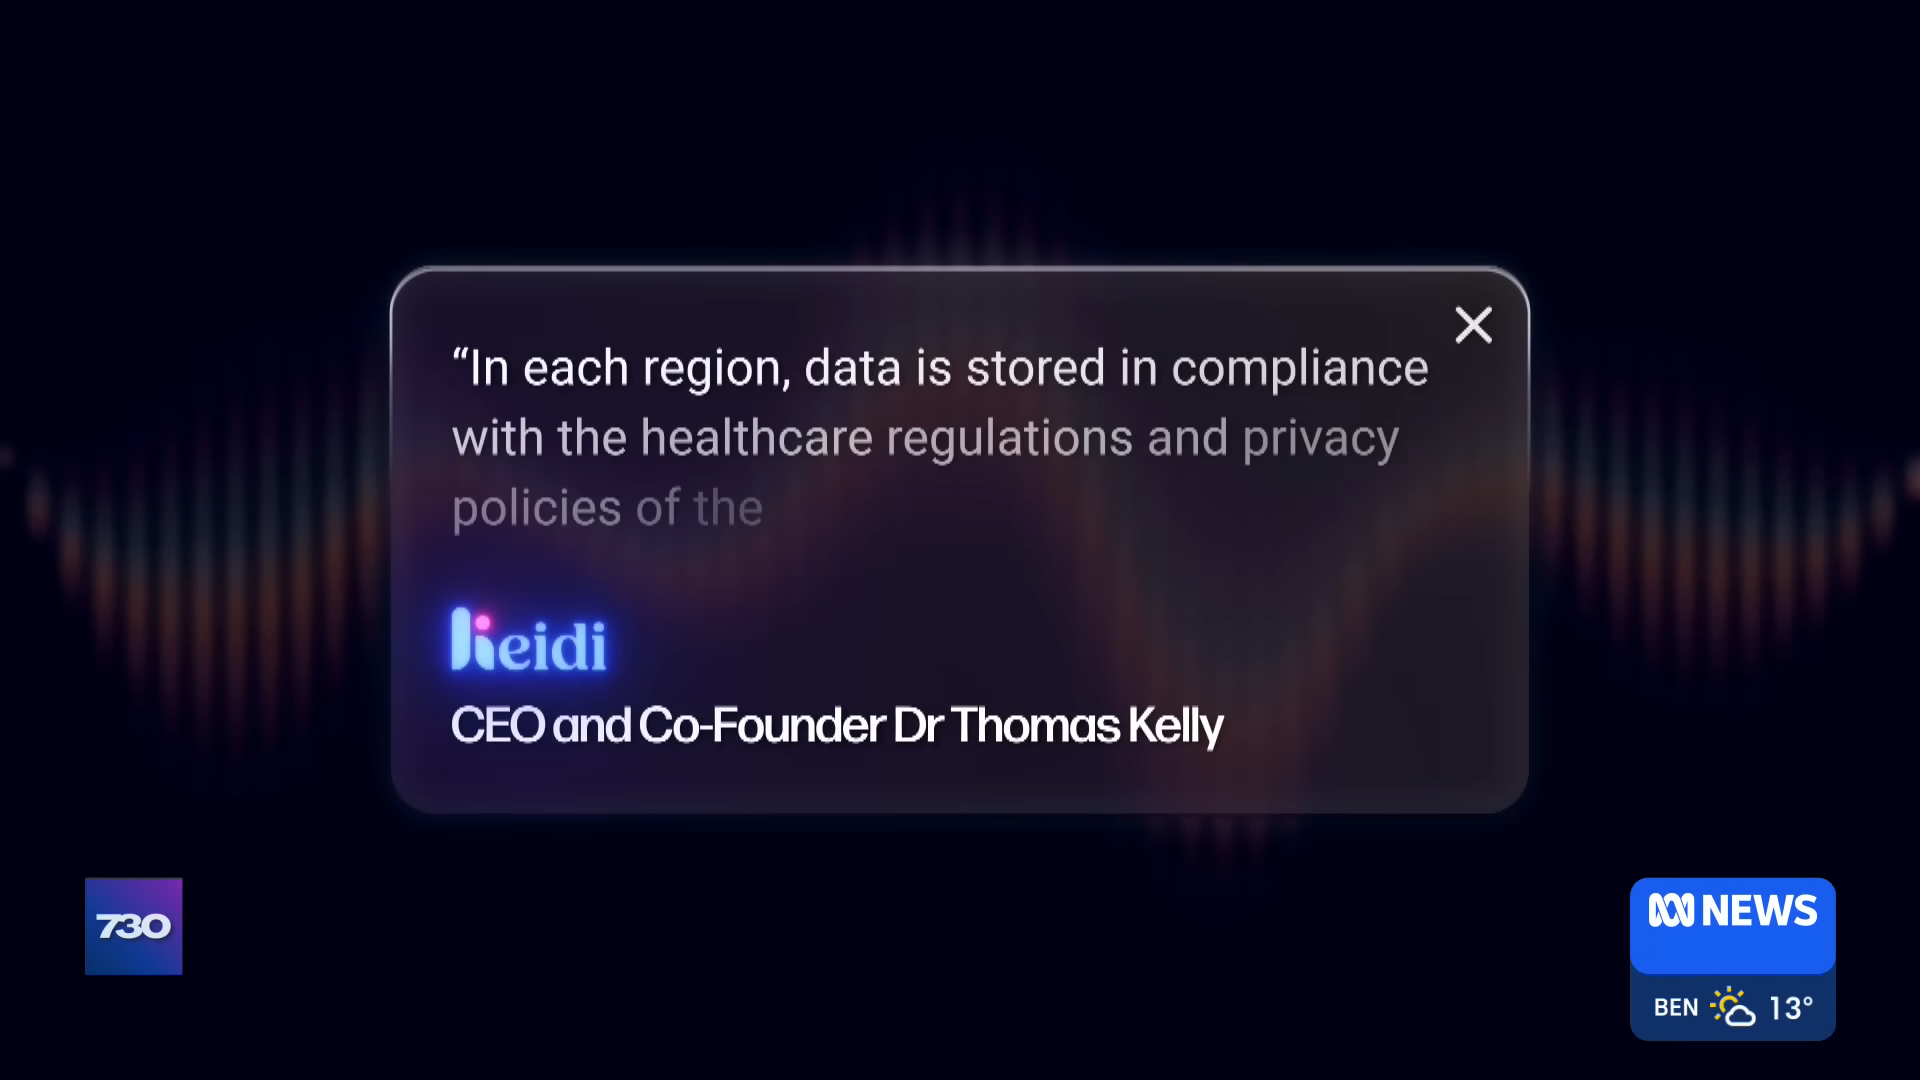 “In each region, data is stored in compliance
with the healthcare regulations and privacy
policies of the
heidi
CEO and Co-Founder Dr Thomas Kelly
730
NEWS
BEN 13°